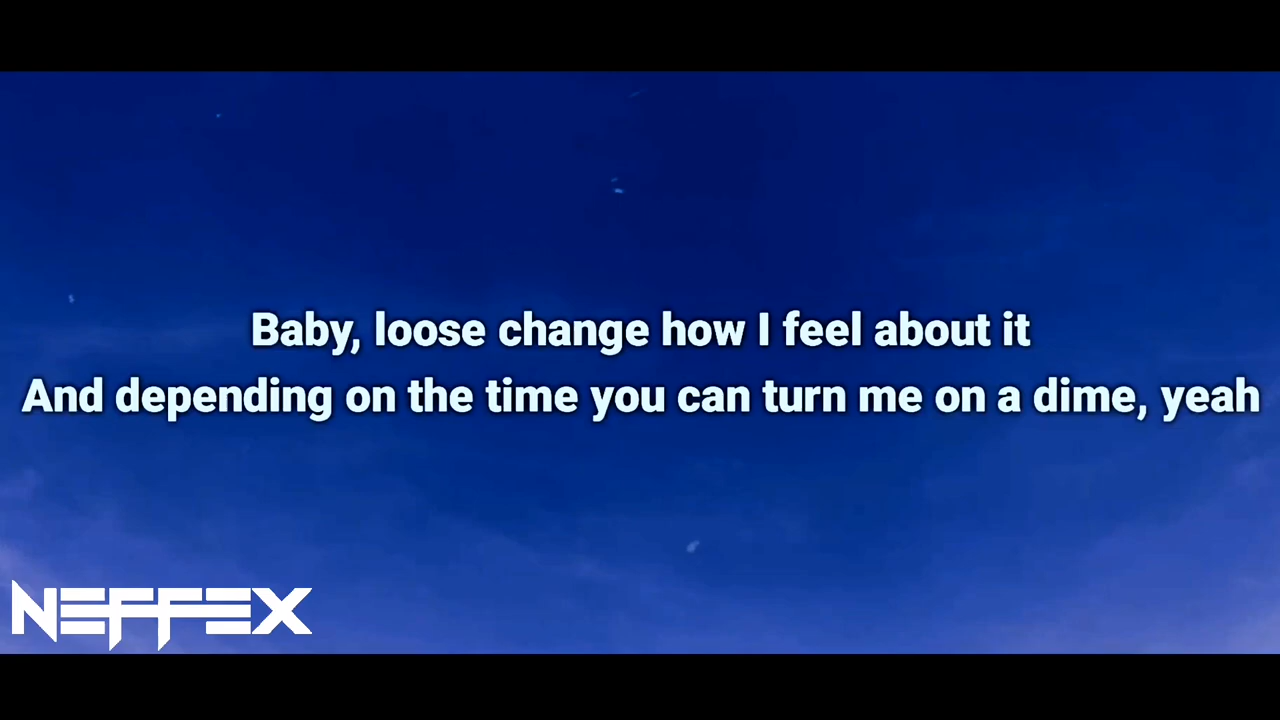 Baby, loose change how I feel about it
And depending on the time you can turn me on a dime, yeah
NEFFEX